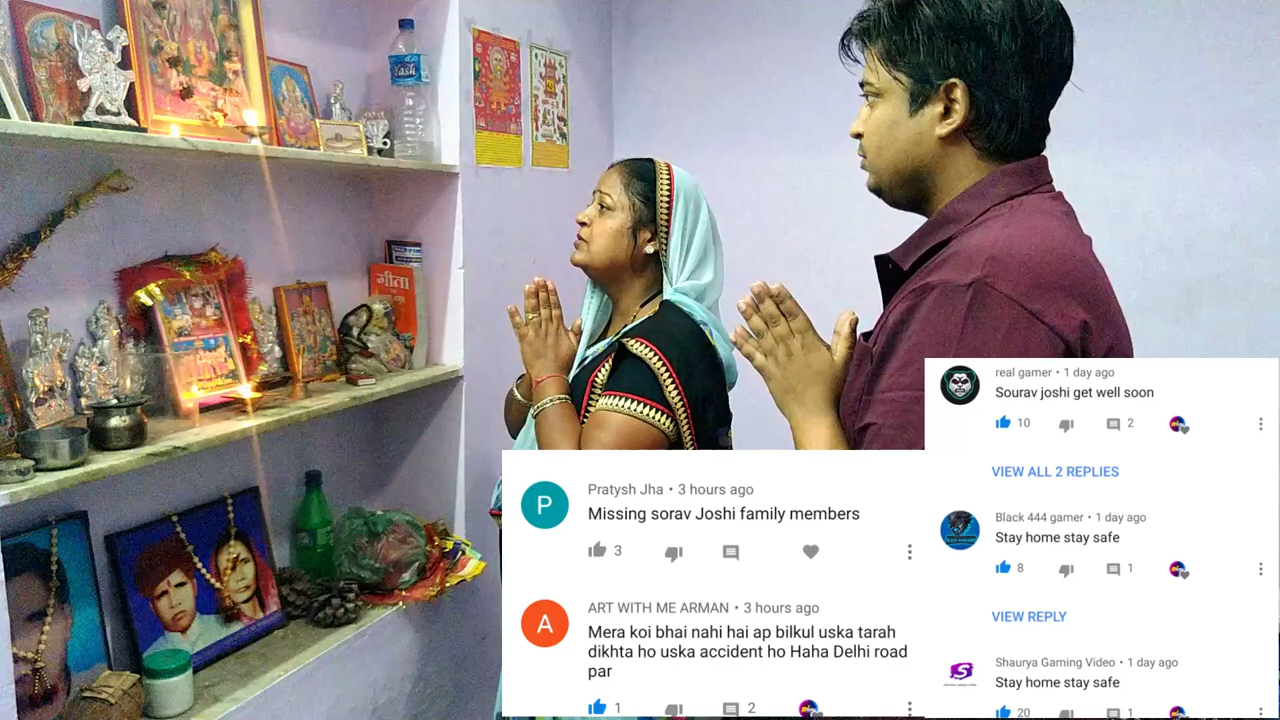 Yash
गीता
real gamer • 1 day ago
Sourav joshi get well soon
10
2
VIEW ALL 2 REPLIES
Black 444 gamer • 1 day ago
Stay home stay safe
8
1
VIEW REPLY
Shaurya Gaming Video • 1 day ago
Stay home stay safe
20
1
P
Pratysh Jha • 3 hours ago
Missing sorav Joshi family members
3
A
ART WITH ME ARMAN • 3 hours ago
Mera koi bhai nahi hai ap bilkul uska tarah
dikhta ho uska accident ho Haha Delhi road
par
1
2